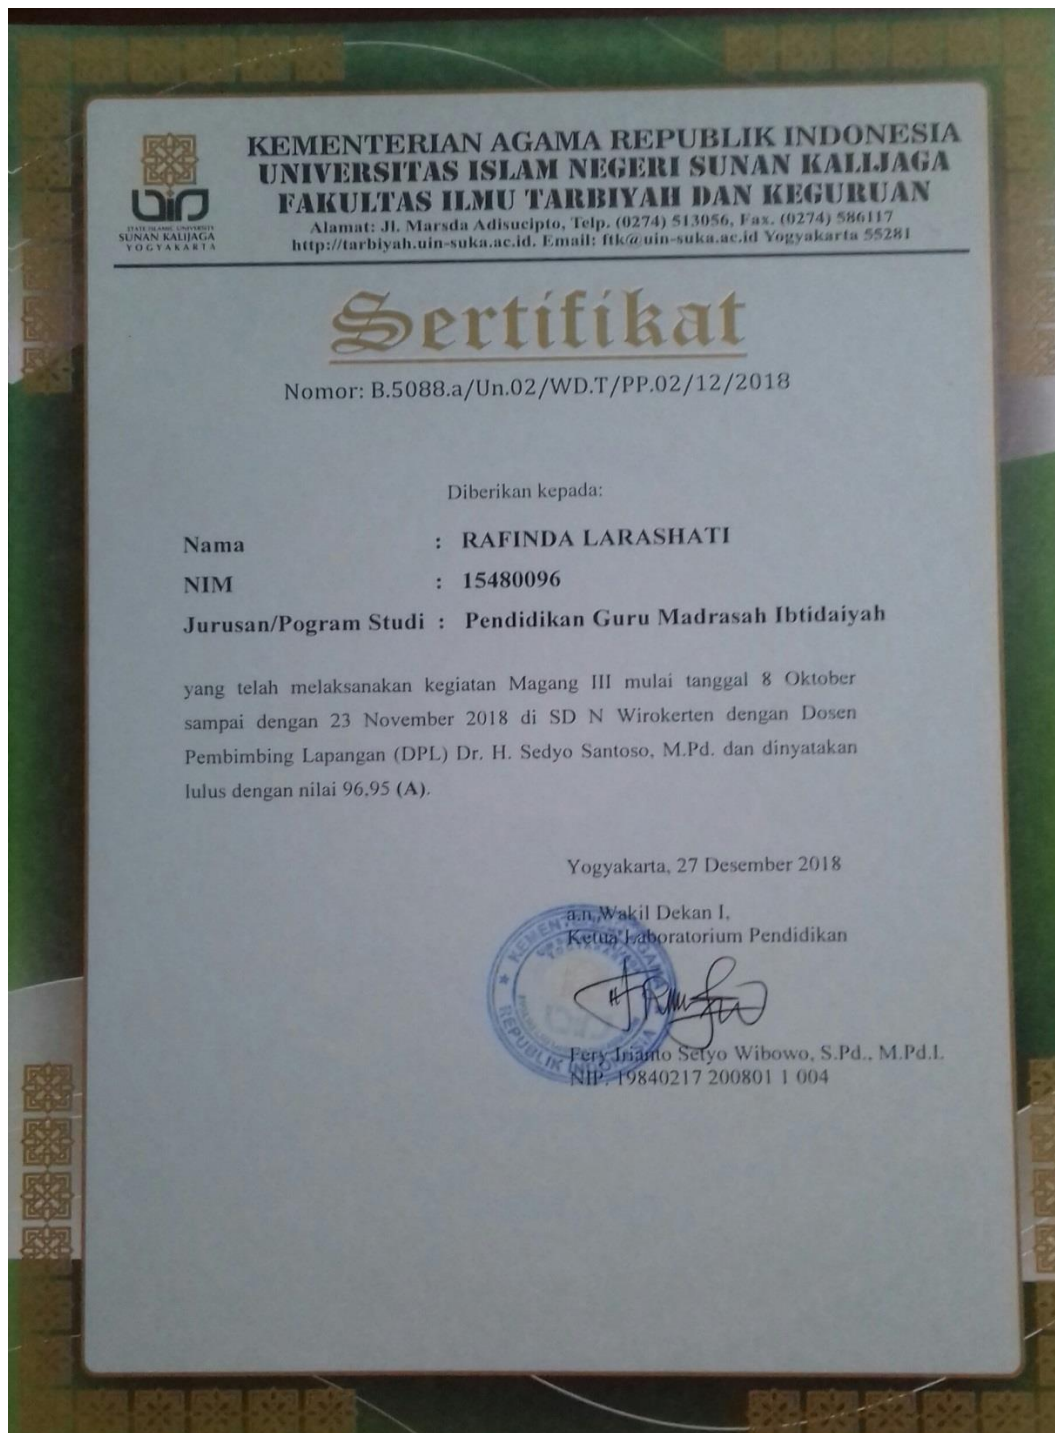 KEMENTERIAN AGAMA REPUBLIK INDONESIA
UNIVERSITAS ISLAM NEGERI SUNAN KALIJAGA
FAKULTAS ILMU TARBIYAH DAN KEGURUAN
Alamat: Jl. Marsda Adisucipto, Telp. (0274) 513056, Fax. (0274) 586117
http://tarbiyah.uin-suka.ac.id. Email: ftk@uin-suka.ac.id Yogyakarta 55281
STATE ISLAMIC UNIVERSITY
SUNAN KALIJAGA
YOGYAKARTA
Sertifikat
Nomor: B.5088.a/Un.02/WD.T/PP.02/12/2018
Diberikan kepada:
Nama : RAFINDA LARASHATI
NIM : 15480096
Jurusan/Pogram Studi : Pendidikan Guru Madrasah Ibtidaiyah
yang telah melaksanakan kegiatan Magang III mulai tanggal 8 Oktober
sampai dengan 23 November 2018 di SD N Wirokerten dengan Dosen
Pembimbing Lapangan (DPL) Dr. H. Sedyo Santoso, M.Pd. dan dinyatakan
lulus dengan nilai 96,95 (A).
Yogyakarta, 27 Desember 2018
a.n Wakil Dekan I,
Ketua Laboratorium Pendidikan
KEMENTERIAN AGAMA
REPUBLIK INDONESIA
Fery Irianto Setyo Wibowo, S.Pd., M.Pd.I.
NIP. 19840217 200801 1 004